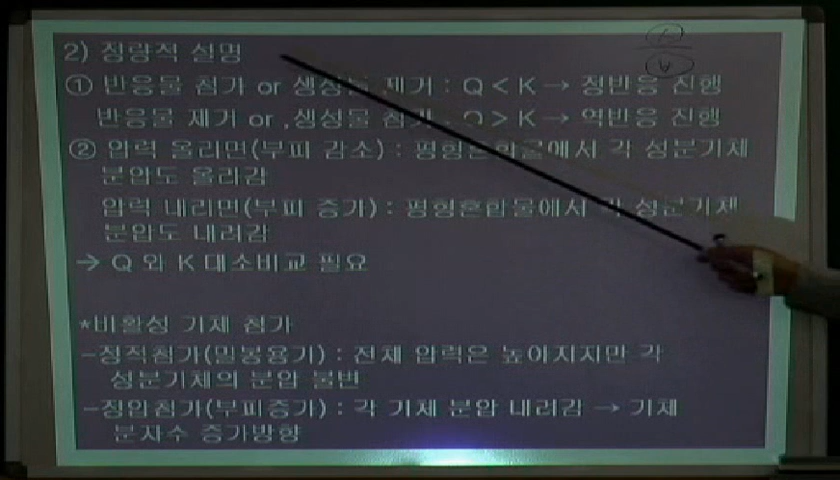 2) 정량적 설명
① 반응물 첨가 or 생성물 제거 : Q < K → 정반응 진행
반응물 제거 or ,생성물 첨가 : Q > K → 역반응 진행
② 압력 올리면(부피 감소) : 평형혼합물에서 각 성분기체
분압도 올라감
압력 내리면(부피 증가) : 평형혼합물에서 각 성분기체
분압도 내려감
→ Q 와 K 대소비교 필요
*비활성 기체 첨가
-정적첨가(밀봉용기) : 전체 압력은 높아지지만 각
성분기체의 분압 불변
-정압첨가(부피증가) : 각 기체 분압 내려감 → 기체
분자수 증가방향